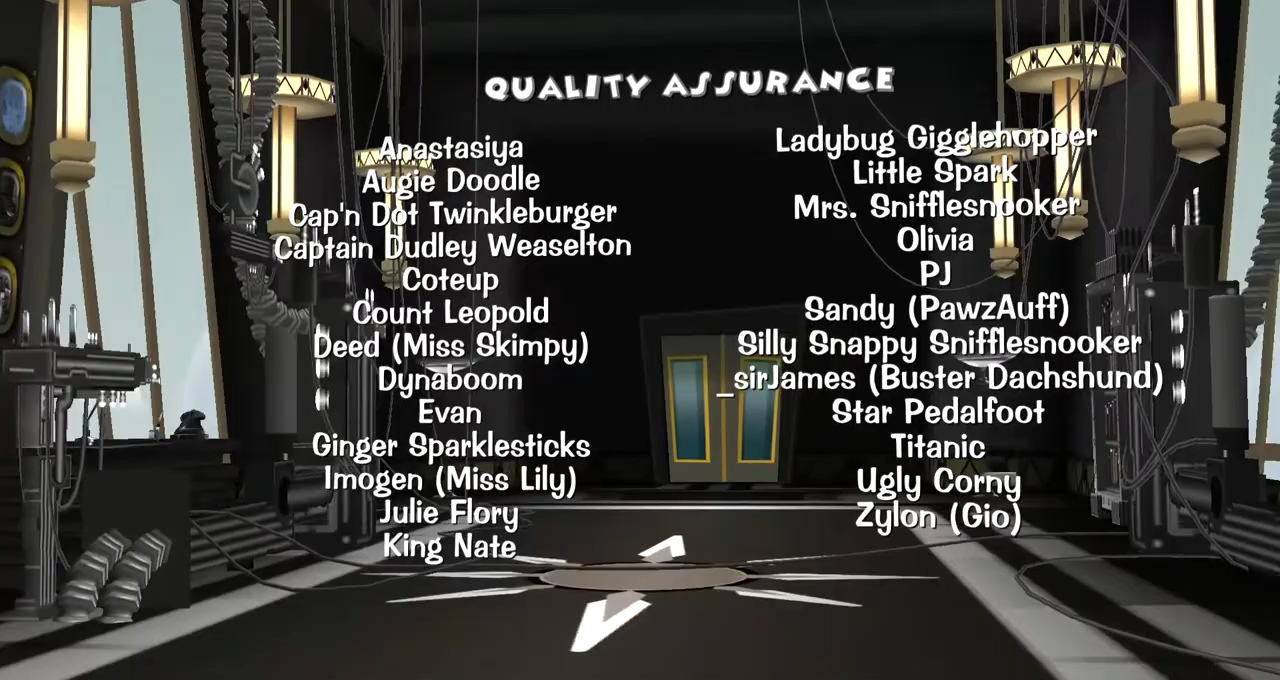 QUALITY ASSURANCE
Anastasiya
Augie Doodle
Cap'n Dot Twinkleburger
Captain Dudley Weaselton
Coteup
Count Leopold
Deed (Miss Skimpy)
Dynaboom
Evan
Ginger Sparklesticks
Imogen (Miss Lily)
Julie Flory
King Nate
Ladybug Gigglehopper
Little Spark
Mrs. Snifflesnooker
Olivia
PJ
Sandy (PawzAuff)
Silly Snappy Snifflesnooker
_sirJames (Buster Dachshund)
Star Pedalfoot
Titanic
Ugly Corny
Zylon (Gio)